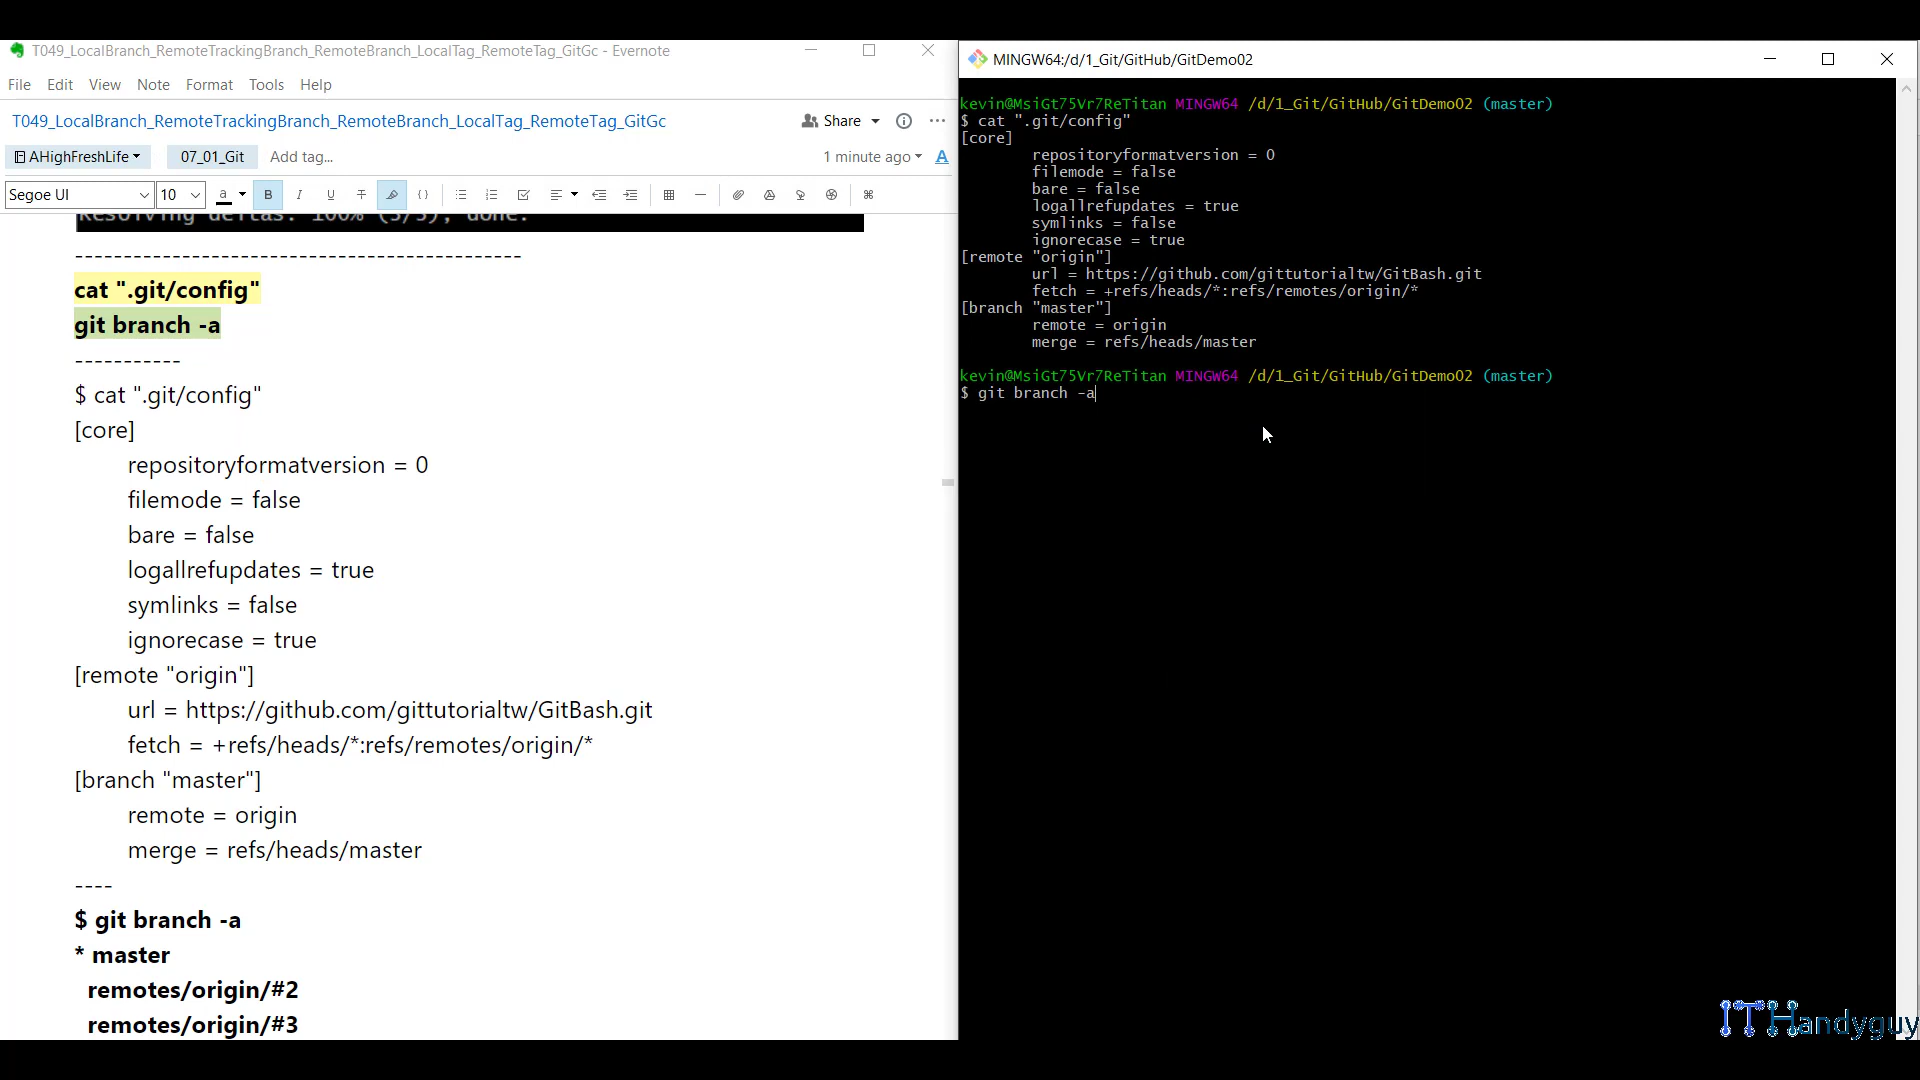 T049_LocalBranch_RemoteTrackingBranch_RemoteBranch_LocalTag_RemoteTag_GitGc - Evernote
File Edit View Note Format Tools Help
T049_LocalBranch_RemoteTrackingBranch_RemoteBranch_LocalTag_RemoteTag_GitGc
Share
AHighFreshLife
07_01_Git
Add tag...
1 minute ago
A
Segoe UI
10
a
B I U T {}
Resolving deltas: 100% (3/3), done.
----------------------------------------------
cat ".git/config"
git branch -a
-----------
$ cat ".git/config"
[core]
repositoryformatversion = 0
filemode = false
bare = false
logallrefupdates = true
symlinks = false
ignorecase = true
[remote "origin"]
url = https://github.com/gittutorialtw/GitBash.git
fetch = +refs/heads/*:refs/remotes/origin/*
[branch "master"]
remote = origin
merge = refs/heads/master
----
$ git branch -a
* master
remotes/origin/#2
remotes/origin/#3
MINGW64:/d/1_Git/GitHub/GitDemo02
kevin@MsiGt75Vr7ReTitan MINGW64 /d/1_Git/GitHub/GitDemo02 (master)
$ cat ".git/config"
[core]
repositoryformatversion = 0
filemode = false
bare = false
logallrefupdates = true
symlinks = false
ignorecase = true
[remote "origin"]
url = https://github.com/gittutorialtw/GitBash.git
fetch = +refs/heads/*:refs/remotes/origin/*
[branch "master"]
remote = origin
merge = refs/heads/master
kevin@MsiGt75Vr7ReTitan MINGW64 /d/1_Git/GitHub/GitDemo02 (master)
$ git branch -a
ITHandyguy